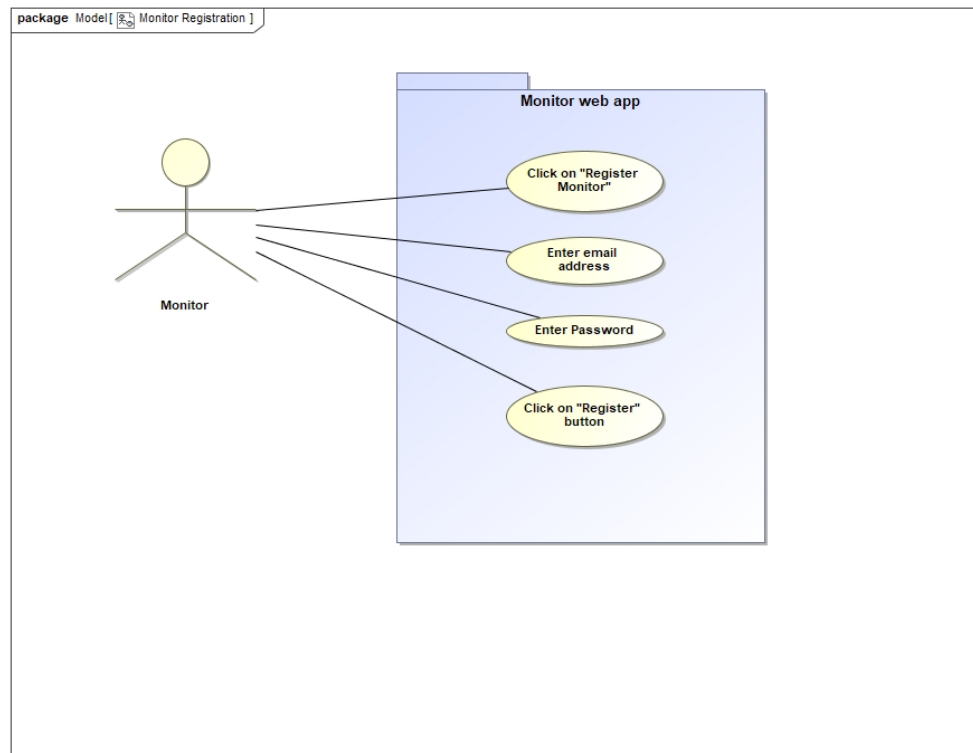 package Model[ Monitor Registration ]
Monitor web app
Click on "Register
Monitor"
Enter email
address
Enter Password
Monitor
Click on "Register"
button